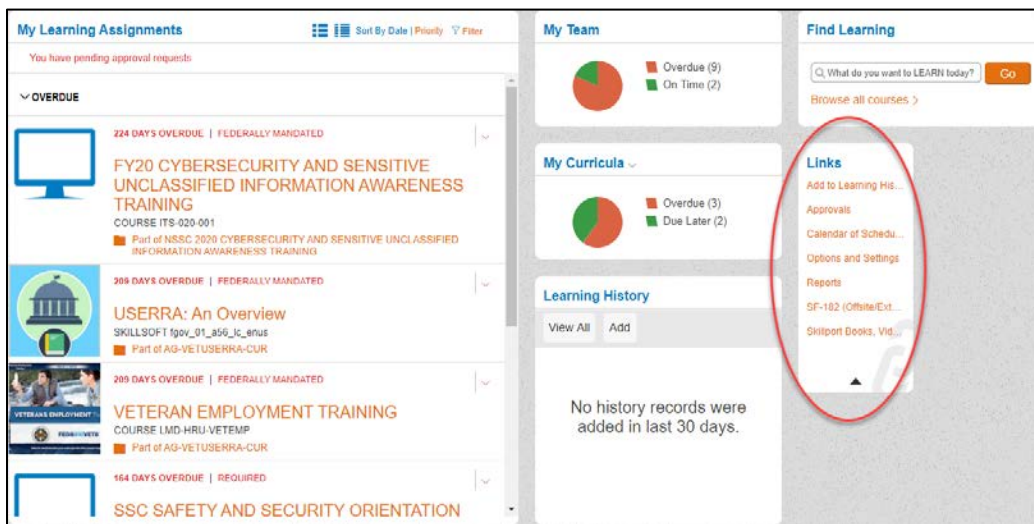 My Learning Assignments
Sort By Date | Priority Filter
You have pending approval requests
OVERDUE
224 DAYS OVERDUE | FEDERALLY MANDATED
FY20 CYBERSECURITY AND SENSITIVE
UNCLASSIFIED INFORMATION AWARENESS
TRAINING
COURSE ITS-020-001
Part of NSSC 2020 CYBERSECURITY AND SENSITIVE UNCLASSIFIED
INFORMATION AWARENESS TRAINING
209 DAYS OVERDUE | FEDERALLY MANDATED
USERRA: An Overview
SKILLSOFT fgov_01_a56_lc_enus
Part of AG-VETUSERRA-CUR
209 DAYS OVERDUE | FEDERALLY MANDATED
VETERAN EMPLOYMENT TRAINING
COURSE LMD-HRU-VETEMP
Part of AG-VETUSERRA-CUR
VETERANS EMPLOYMENT
164 DAYS OVERDUE | REQUIRED
SSC SAFETY AND SECURITY ORIENTATION
My Team
Overdue (9)
On Time (2)
My Curricula
Overdue (3)
Due Later (2)
Learning History
View All Add
No history records were
added in last 30 days.
Find Learning
What do you want to LEARN today? Go
Browse all courses >
Links
Add to Learning His...
Approvals
Calendar of Schedu...
Options and Settings
Reports
SF-182 (Offsite/Ext...
Skillport Books, Vid...